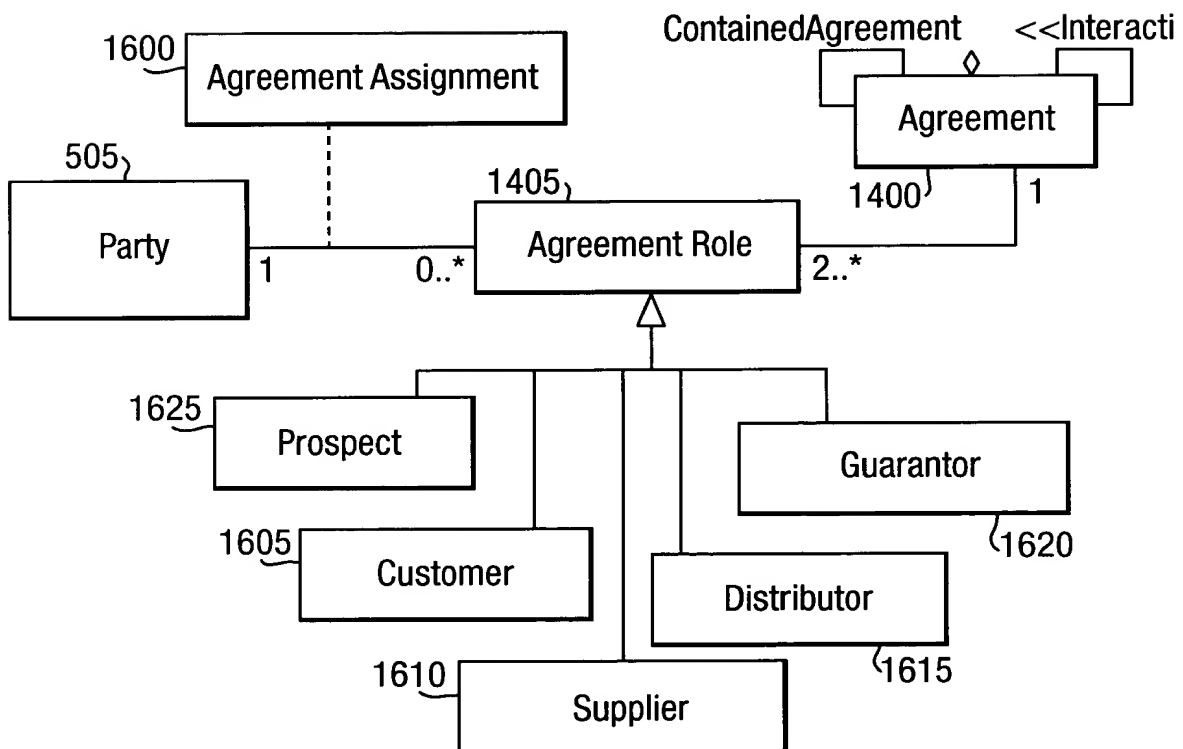 ContainedAgreement <<Interacti
1600
Agreement Assignment
Agreement
505
1405
1400
1
Party
Agreement Role
1
0..*
2..*
1625
Prospect
Guarantor
1605
Customer
1620
Distributor
1610
1615
Supplier